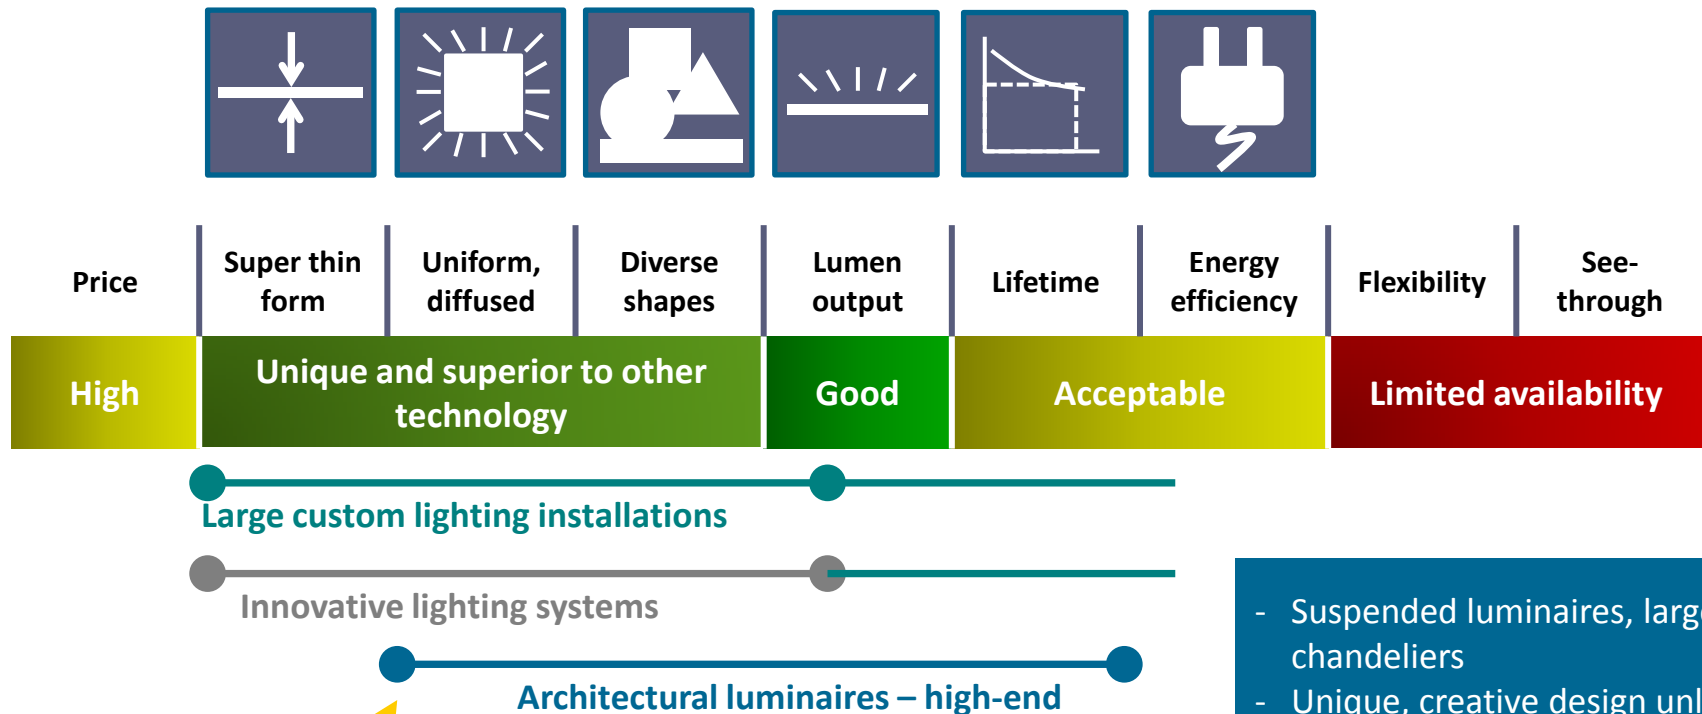 Price
Super thin
form
Uniform,
diffused
Diverse
shapes
Lumen
output
Lifetime
Energy
efficiency
Flexibility
See-
through
High
Unique and superior to other
technology
Good
Acceptable
Limited availability
Large custom lighting installations
Innovative lighting systems
Architectural luminaires – high-end
- Suspended luminaires, large
chandeliers
- Unique, creative design